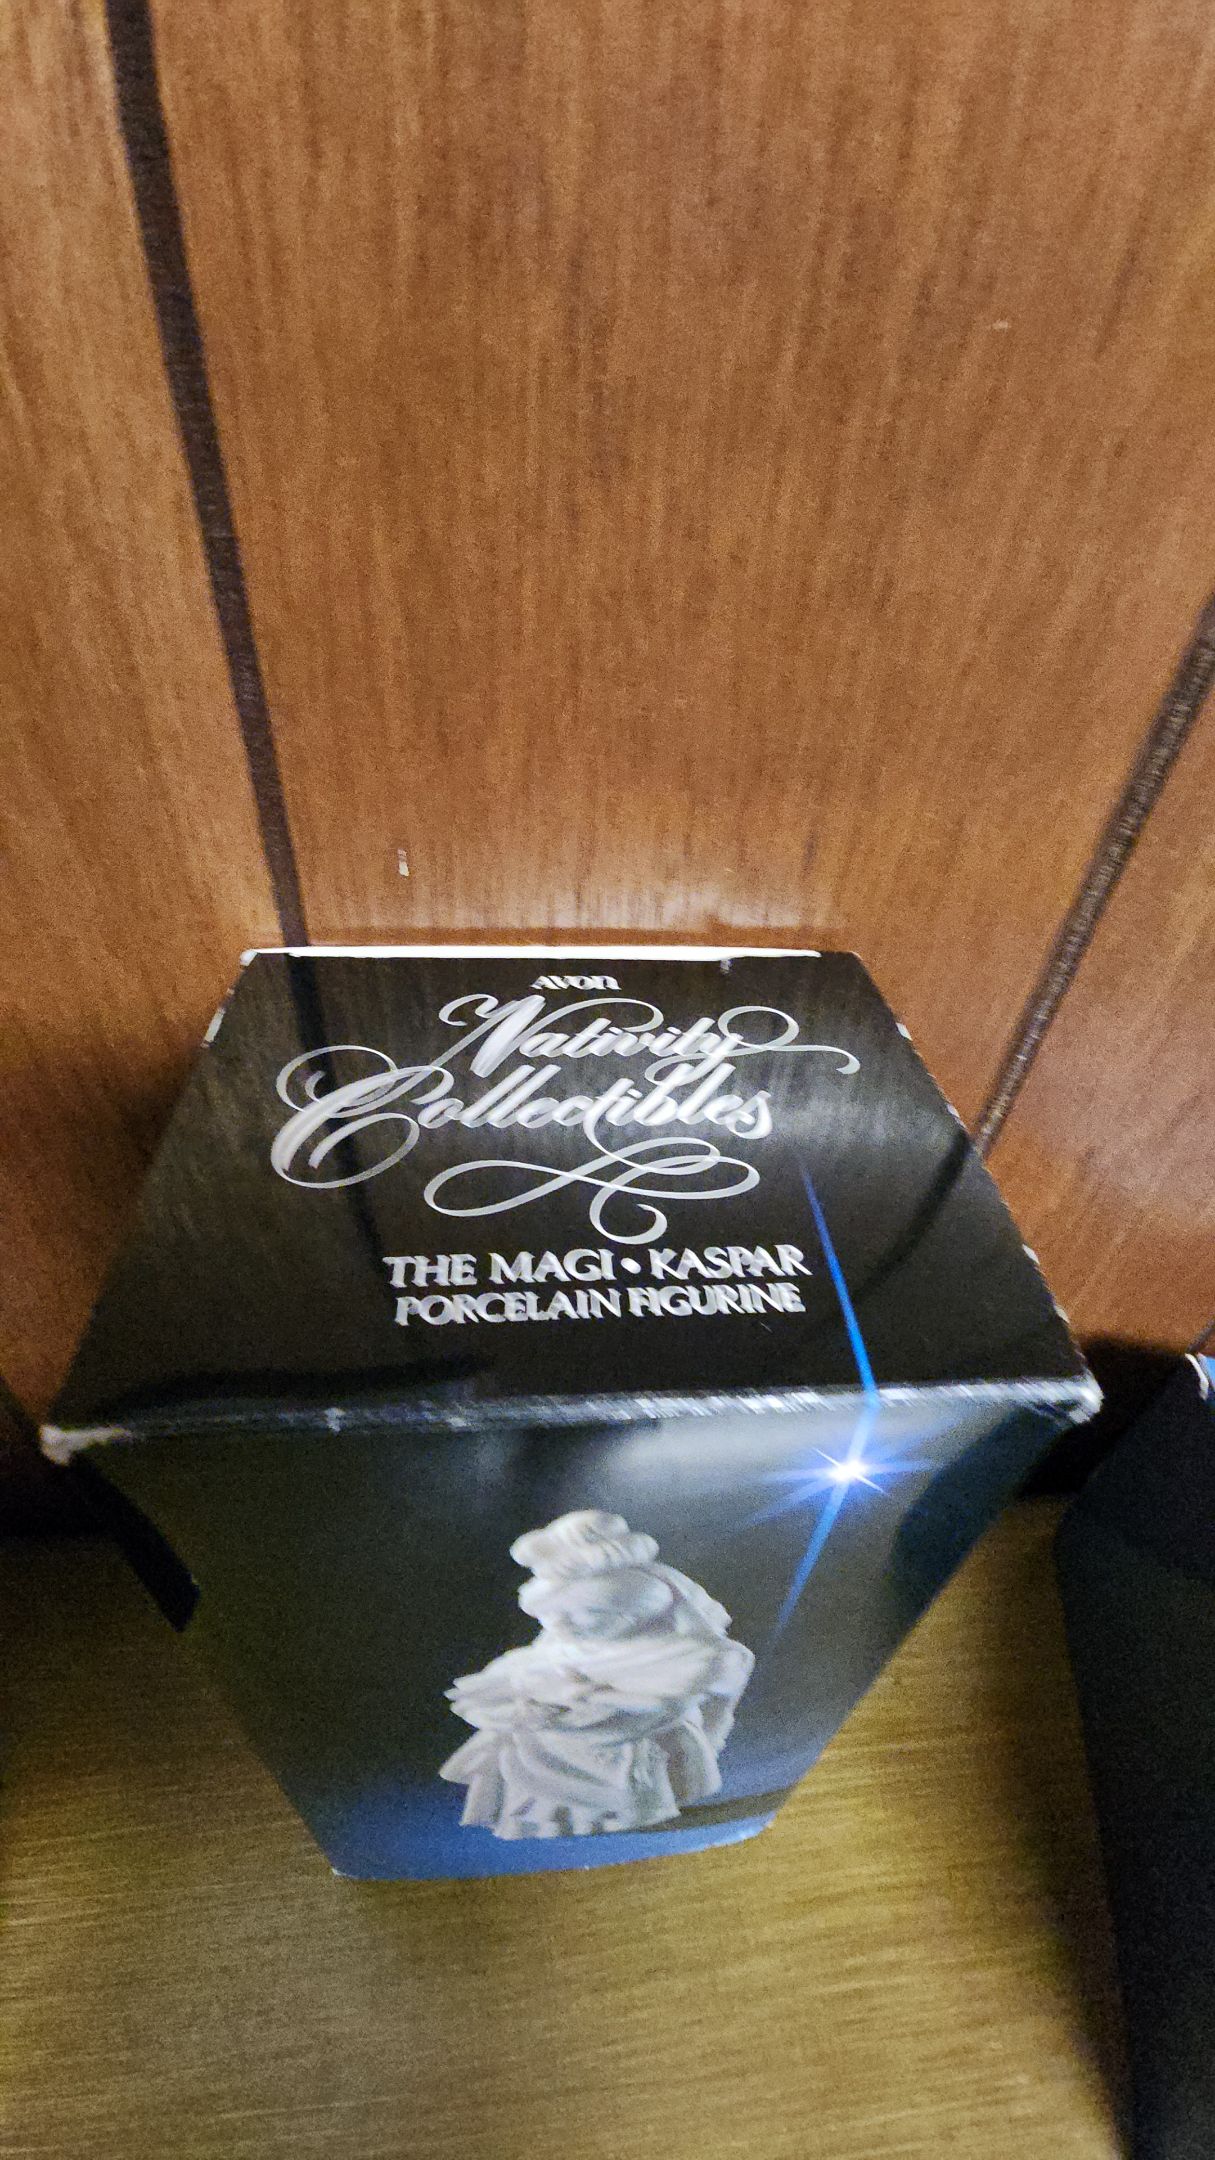 AVON
Nativity
Collectibles
THE MAGI • KASPAR
PORCELAIN FIGURINE